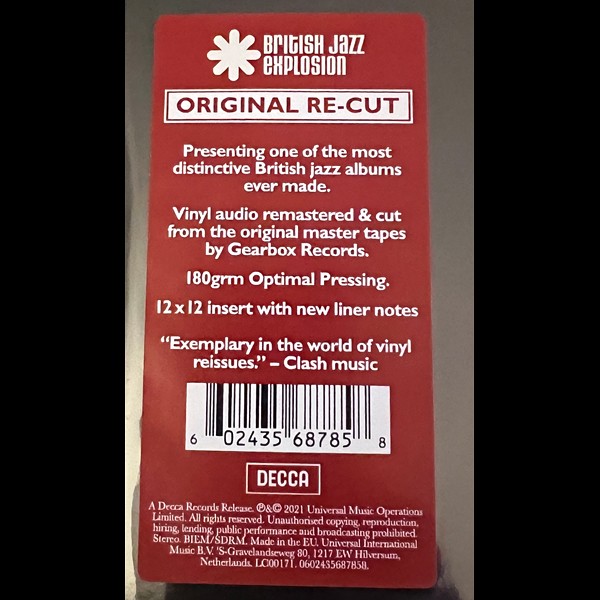 BRITISH JAZZ
EXPLOSION
ORIGINAL RE-CUT
Presenting one of the most
distinctive British jazz albums
ever made.
Vinyl audio remastered & cut
from the original master tapes
by Gearbox Records.
180grm Optimal Pressing.
12 x 12 insert with new liner notes
“Exemplary in the world of vinyl
reissues.” – Clash music
6 02435 68785 8
DECCA
A Decca Records Release. ℗&© 2021 Universal Music Operations
Limited. All rights reserved. Unauthorised copying, reproduction,
hiring, lending, public performance and broadcasting prohibited.
Stereo. BIEM/SDRM. Made in the EU. Universal International
Music B.V. 'S-Gravelandseweg 80, 1217 EW Hilversum,
Netherlands. LC00171. 0602435687858.